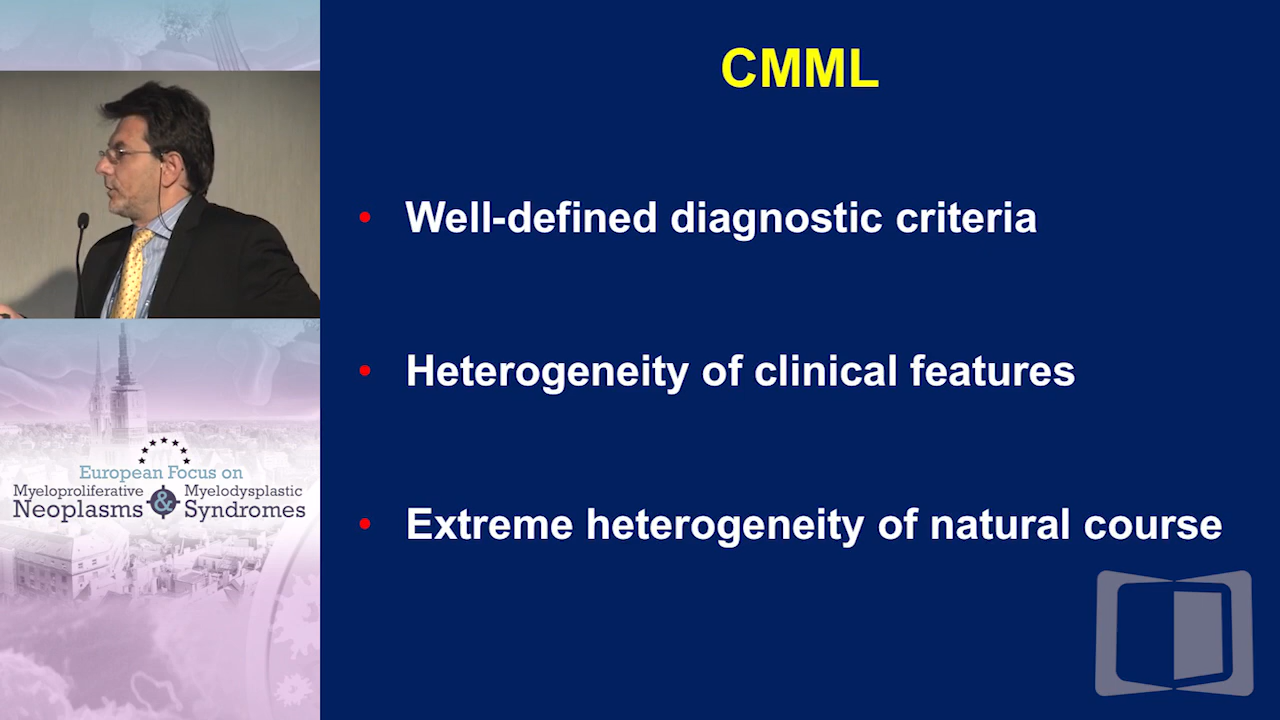 CMML
• Well-defined diagnostic criteria
• Heterogeneity of clinical features
• Extreme heterogeneity of natural course
European Focus on
Myeloproliferative & Myelodysplastic
Neoplasms Syndromes